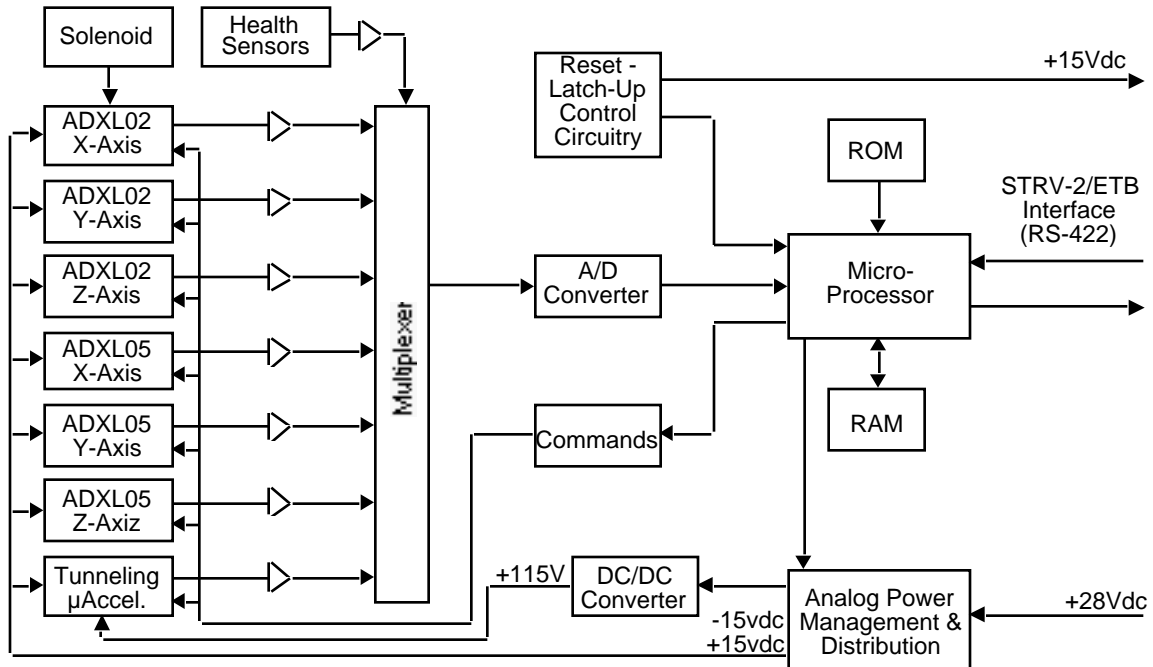 Solenoid
Health
Sensors
Reset -
Latch-Up
Control
Circuitry
+15Vdc
ADXL02
X-Axis
ROM
ADXL02
Y-Axis
STRV-2/ETB
Interface
(RS-422)
ADXL02
Z-Axis
Multiplexer
A/D
Converter
Micro-
Processor
ADXL05
X-Axis
ADXL05
Y-Axis
Commands
RAM
ADXL05
Z-Axiz
Tunneling
µAccel.
+115V
DC/DC
Converter
Analog Power
Management &
Distribution
+28Vdc
-15vdc
+15vdc